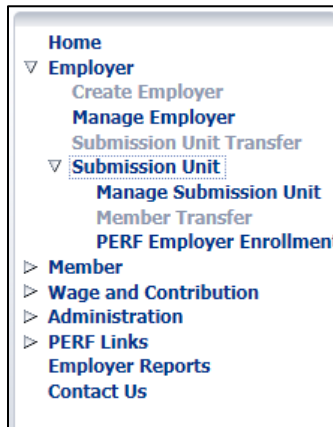 Home
Employer
Create Employer
Manage Employer
Submission Unit Transfer
Submission Unit
Manage Submission Unit
Member Transfer
PERF Employer Enrollment
Member
Wage and Contribution
Administration
PERF Links
Employer Reports
Contact Us